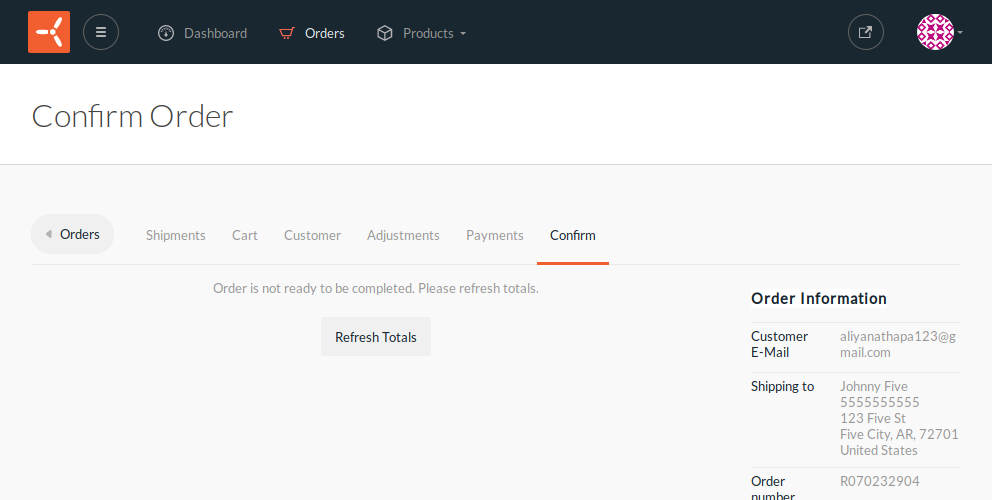 Dashboard
Orders
Products
Confirm Order
Orders
Shipments
Cart
Customer
Adjustments
Payments
Confirm
Order is not ready to be completed. Please refresh totals.
Refresh Totals
Order Information
Customer
E-Mail
aliyanathapa123@g
mail.com
Shipping to
Johnny Five
5555555555
123 Five St
Five City, AR, 72701
United States
Order
number
R070232904